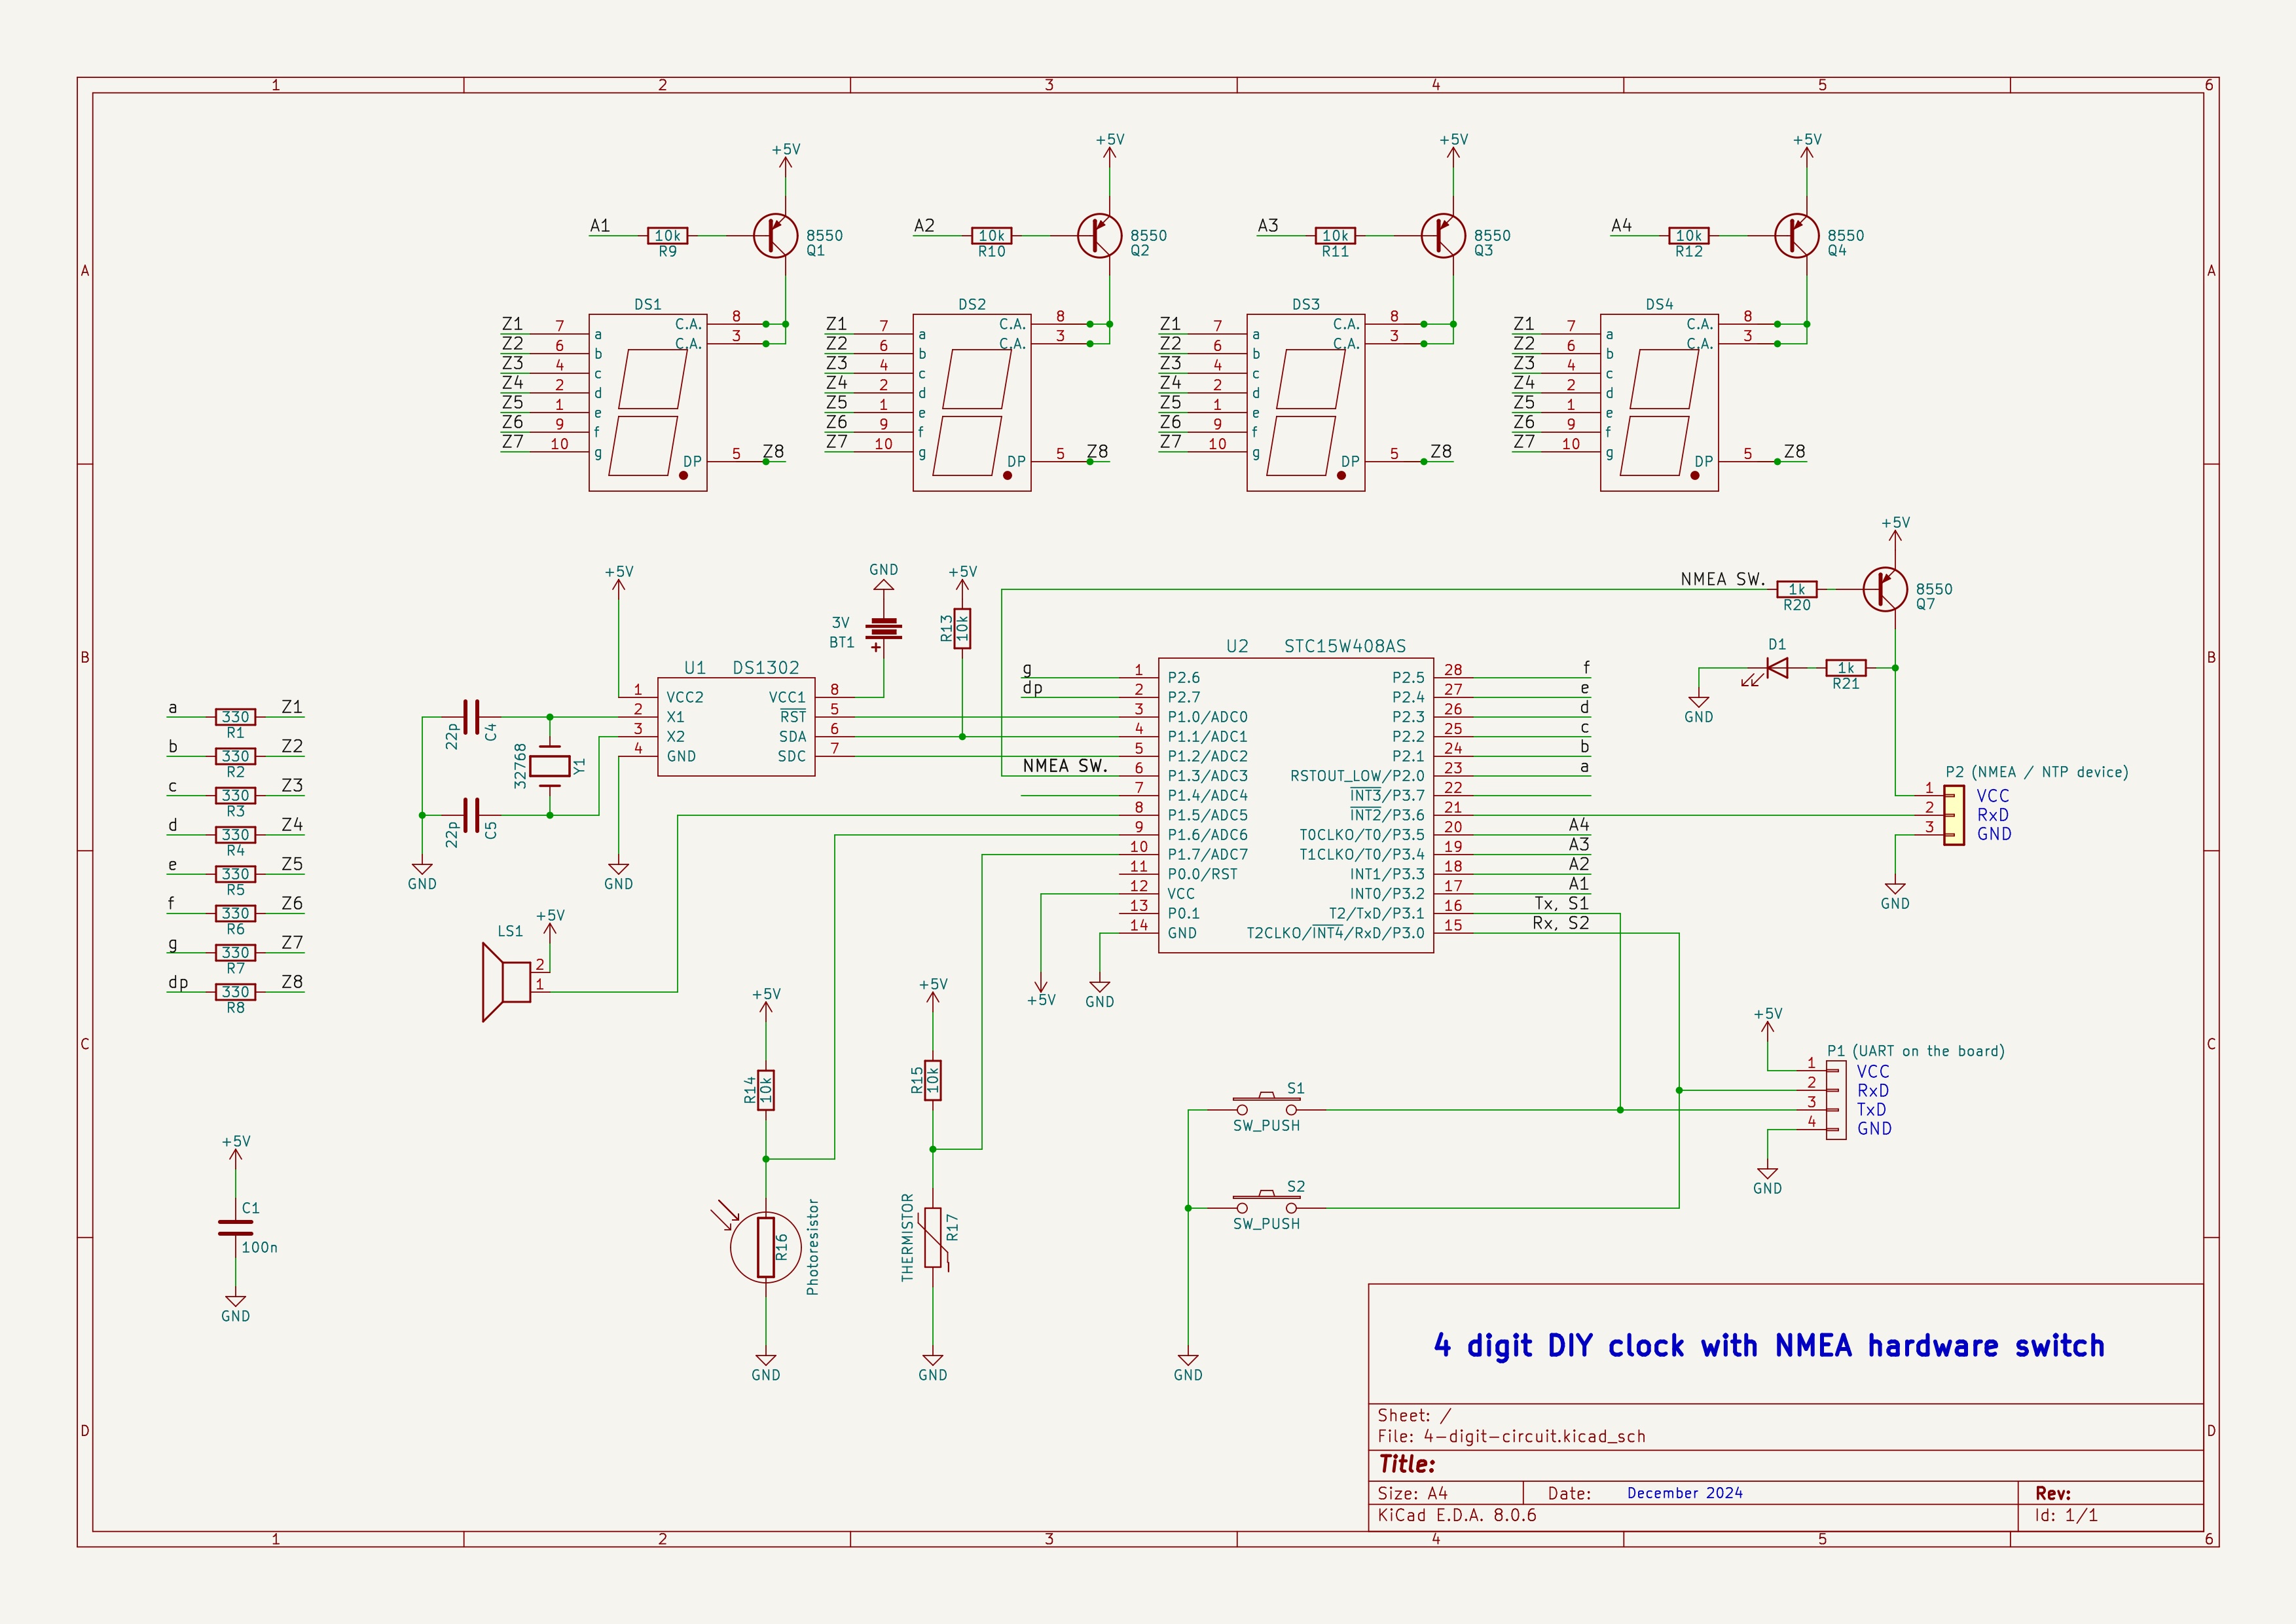 1 2 3 4 5 6
A A
B B
C C
D D
+5V +5V +5V +5V
A1 10k R9 8550 Q1
A2 10k R10 8550 Q2
A3 10k R11 8550 Q3
A4 10k R12 8550 Q4
DS1
Z1 7 a C.A. 8
Z2 6 b C.A. 3
Z3 4 c
Z4 2 d
Z5 1 e
Z6 9 f
Z7 10 g
DP 5 Z8
DS2
Z1 7 a C.A. 8
Z2 6 b C.A. 3
Z3 4 c
Z4 2 d
Z5 1 e
Z6 9 f
Z7 10 g
DP 5 Z8
DS3
Z1 7 a C.A. 8
Z2 6 b C.A. 3
Z3 4 c
Z4 2 d
Z5 1 e
Z6 9 f
Z7 10 g
DP 5 Z8
DS4
Z1 7 a C.A. 8
Z2 6 b C.A. 3
Z3 4 c
Z4 2 d
Z5 1 e
Z6 9 f
Z7 10 g
DP 5 Z8
a 330 R1 Z1
b 330 R2 Z2
c 330 R3 Z3
d 330 R4 Z4
e 330 R5 Z5
f 330 R6 Z6
g 330 R7 Z7
dp 330 R8 Z8
+5V
C1
100n
GND
22p C4
22p C5
32768 Y1
GND
+5V
GND
U1 DS1302
1 VCC2 VCC1 8
2 X1 RST 5
3 X2 SDA 6
4 GND SDC 7
GND
3V
BT1
+
+5V
R13 10k
LS1
+5V
2
1
U2 STC15W408AS
g 1 P2.6 P2.5 28 f
dp 2 P2.7 P2.4 27 e
3 P1.0/ADC0 P2.3 26 d
4 P1.1/ADC1 P2.2 25 c
5 P1.2/ADC2 P2.1 24 b
NMEA SW. 6 P1.3/ADC3 RSTOUT_LOW/P2.0 23 a
7 P1.4/ADC4 INT3/P3.7 22
8 P1.5/ADC5 INT2/P3.6 21
9 P1.6/ADC6 T0CLKO/T0/P3.5 20 A4
10 P1.7/ADC7 T1CLKO/T0/P3.4 19 A3
11 P0.0/RST INT1/P3.3 18 A2
12 VCC INT0/P3.2 17 A1
13 P0.1 T2/TxD/P3.1 16 Tx, S1
14 GND T2CLKO/INT4/RxD/P3.0 15 Rx, S2
+5V
GND
NMEA SW. 1k R20
+5V
8550
Q7
D1
1k R21
GND
P2 (NMEA / NTP device)
1 VCC
2 RxD
3 GND
GND
+5V
R14 10k
R16 Photoresistor
GND
+5V
R15 10k
THERMISTOR R17
GND
S1
SW_PUSH
S2
SW_PUSH
GND
+5V
P1 (UART on the board)
1 VCC
2 RxD
3 TxD
4 GND
GND
4 digit DIY clock with NMEA hardware switch
Sheet: /
File: 4-digit-circuit.kicad_sch
Title:
Size: A4 Date: December 2024 Rev:
KiCad E.D.A. 8.0.6 Id: 1/1
1 2 3 4 5 6